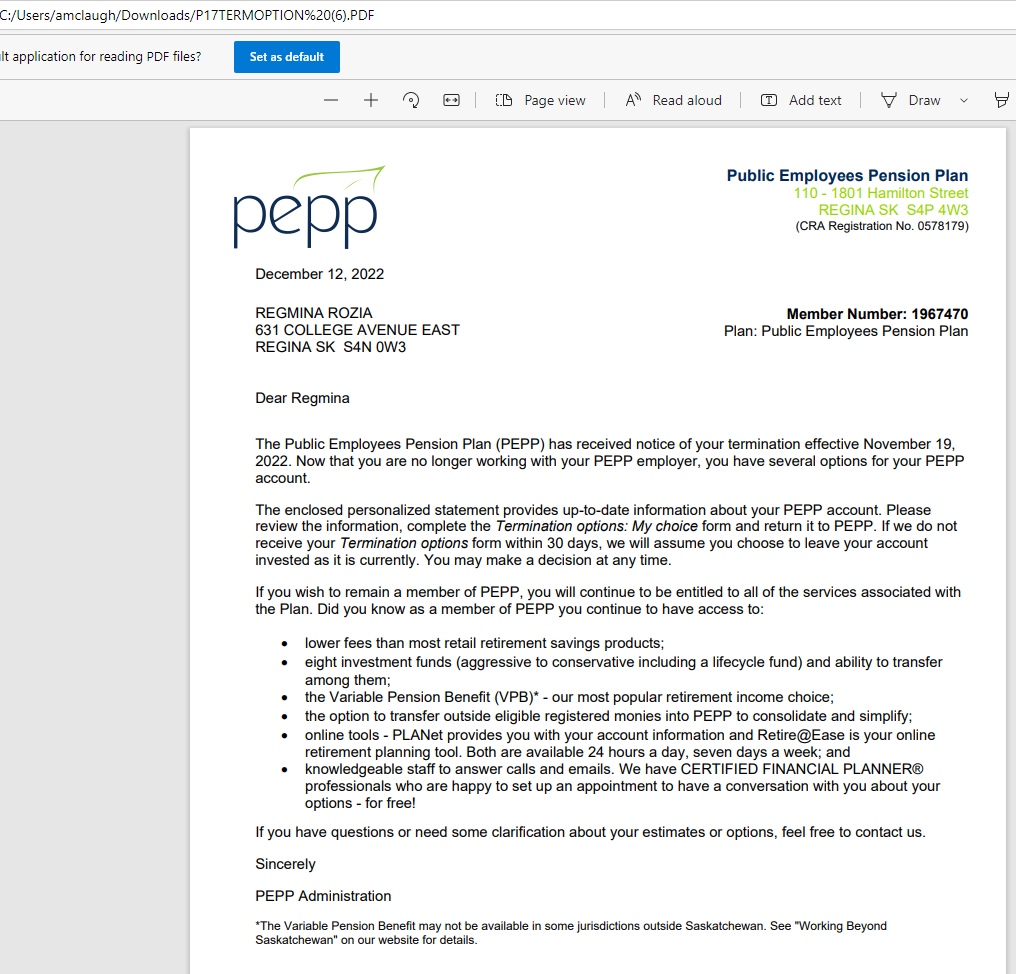 C:/Users/amclaugh/Downloads/P17TERMOPTION%20(6).PDF
lt application for reading PDF files?
Set as default
Page view
Read aloud
Add text
Draw
pepp
Public Employees Pension Plan
110 - 1801 Hamilton Street
REGINA SK  S4P 4W3
(CRA Registration No. 0578179)
December 12, 2022
REGMINA ROZIA
631 COLLEGE AVENUE EAST
REGINA SK  S4N 0W3
Member Number: 1967470
Plan: Public Employees Pension Plan
Dear Regmina
The Public Employees Pension Plan (PEPP) has received notice of your termination effective November 19,
2022. Now that you are no longer working with your PEPP employer, you have several options for your PEPP
account.
The enclosed personalized statement provides up-to-date information about your PEPP account. Please
review the information, complete the Termination options: My choice form and return it to PEPP. If we do not
receive your Termination options form within 30 days, we will assume you choose to leave your account
invested as it is currently. You may make a decision at any time.
If you wish to remain a member of PEPP, you will continue to be entitled to all of the services associated with
the Plan. Did you know as a member of PEPP you continue to have access to:
• lower fees than most retail retirement savings products;
• eight investment funds (aggressive to conservative including a lifecycle fund) and ability to transfer
among them;
• the Variable Pension Benefit (VPB)* - our most popular retirement income choice;
• the option to transfer outside eligible registered monies into PEPP to consolidate and simplify;
• online tools - PLANet provides you with your account information and Retire@Ease is your online
retirement planning tool. Both are available 24 hours a day, seven days a week; and
• knowledgeable staff to answer calls and emails. We have CERTIFIED FINANCIAL PLANNER®
professionals who are happy to set up an appointment to have a conversation with you about your
options - for free!
If you have questions or need some clarification about your estimates or options, feel free to contact us.
Sincerely
PEPP Administration
*The Variable Pension Benefit may not be available in some jurisdictions outside Saskatchewan. See "Working Beyond
Saskatchewan" on our website for details.